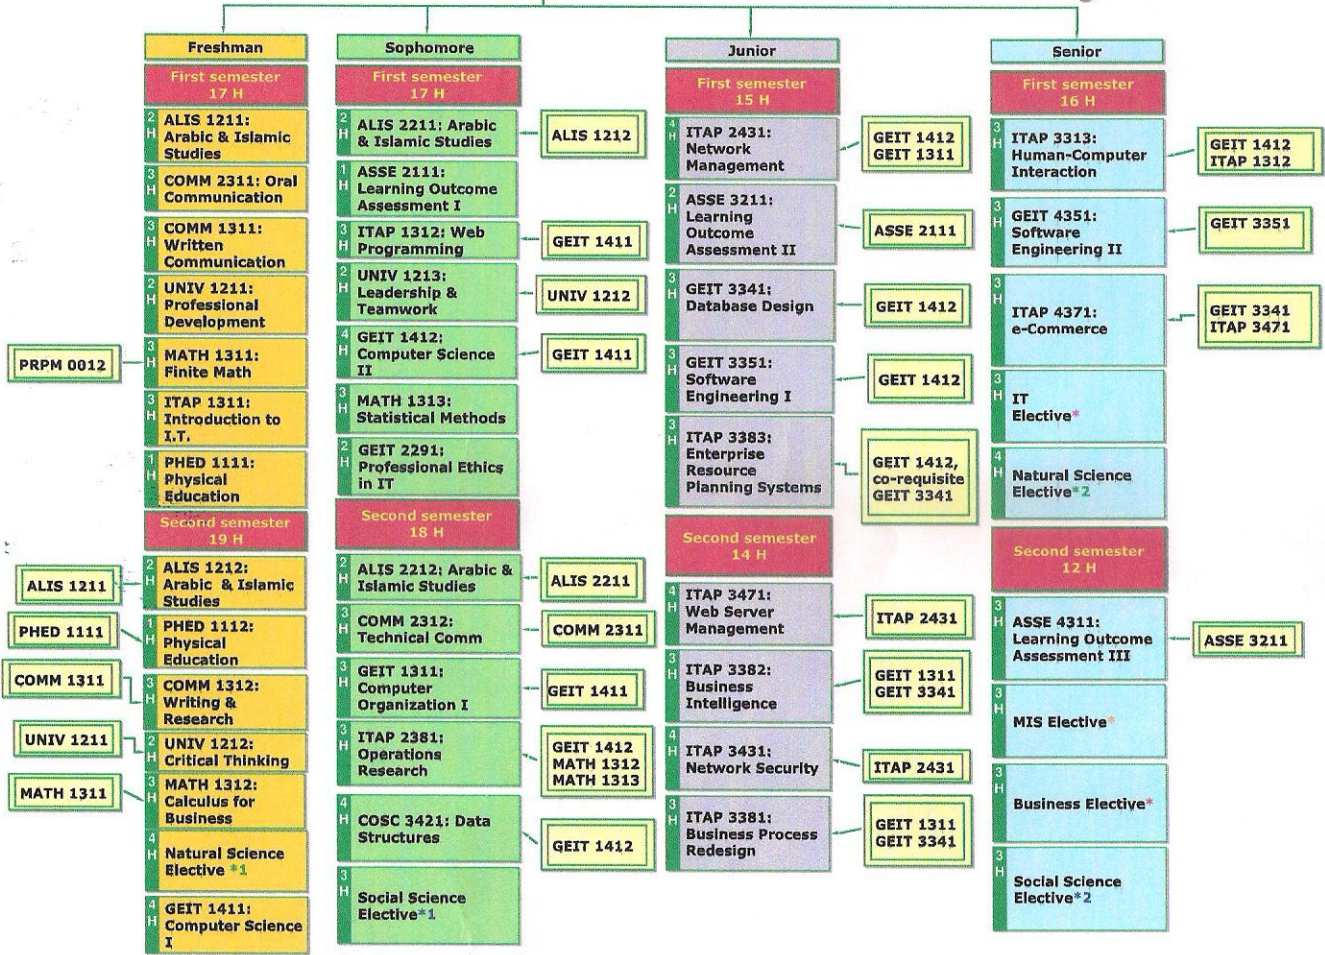 Freshman
First semester
17 H
2
H
ALIS 1211:
Arabic & Islamic
Studies
3
H
COMM 2311: Oral
Communication
3
H
COMM 1311:
Written
Communication
2
H
UNIV 1211:
Professional
Development
PRPM 0012
3
H
MATH 1311:
Finite Math
3
H
ITAP 1311:
Introduction to
I.T.
1
H
PHED 1111:
Physical
Education
Second semester
19 H
ALIS 1211
2
H
ALIS 1212:
Arabic & Islamic
Studies
PHED 1111
1
H
PHED 1112:
Physical
Education
COMM 1311
3
H
COMM 1312:
Writing &
Research
UNIV 1211
2
H
UNIV 1212:
Critical Thinking
MATH 1311
3
H
MATH 1312:
Calculus for
Business
4
H
Natural Science
Elective *1
4
H
GEIT 1411:
Computer Science
I
Sophomore
First semester
17 H
2
H
ALIS 2211: Arabic
& Islamic Studies
ALIS 1212
1
H
ASSE 2111:
Learning Outcome
Assessment I
3
H
ITAP 1312: Web
Programming
GEIT 1411
2
H
UNIV 1213:
Leadership &
Teamwork
UNIV 1212
4
H
GEIT 1412:
Computer Science
II
GEIT 1411
3
H
MATH 1313:
Statistical Methods
2
H
GEIT 2291:
Professional Ethics
in IT
Second semester
18 H
2
H
ALIS 2212: Arabic &
Islamic Studies
ALIS 2211
3
H
COMM 2312:
Technical Comm
COMM 2311
3
H
GEIT 1311:
Computer
Organization I
GEIT 1411
3
H
ITAP 2381:
Operations
Research
GEIT 1412
MATH 1312
MATH 1313
4
H
COSC 3421: Data
Structures
GEIT 1412
3
H
Social Science
Elective*1
Junior
First semester
15 H
4
H
ITAP 2431:
Network
Management
GEIT 1412
GEIT 1311
2
H
ASSE 3211:
Learning
Outcome
Assessment II
ASSE 2111
3
H
GEIT 3341:
Database Design
GEIT 1412
3
H
GEIT 3351:
Software
Engineering I
GEIT 1412
3
H
ITAP 3383:
Enterprise
Resource
Planning Systems
GEIT 1412,
co-requisite
GEIT 3341
Second semester
14 H
4
H
ITAP 3471:
Web Server
Management
ITAP 2431
3
H
ITAP 3382:
Business
Intelligence
GEIT 1311
GEIT 3341
4
H
ITAP 3431:
Network Security
ITAP 2431
3
H
ITAP 3381:
Business Process
Redesign
GEIT 1311
GEIT 3341
Senior
First semester
16 H
3
H
ITAP 3313:
Human-Computer
Interaction
GEIT 1412
ITAP 1312
3
H
GEIT 4351:
Software
Engineering II
GEIT 3351
3
H
ITAP 4371:
e-Commerce
GEIT 3341
ITAP 3471
3
H
IT
Elective*
4
H
Natural Science
Elective*2
Second semester
12 H
3
H
ASSE 4311:
Learning Outcome
Assessment III
ASSE 3211
3
H
MIS Elective*
3
H
Business Elective*
3
H
Social Science
Elective*2